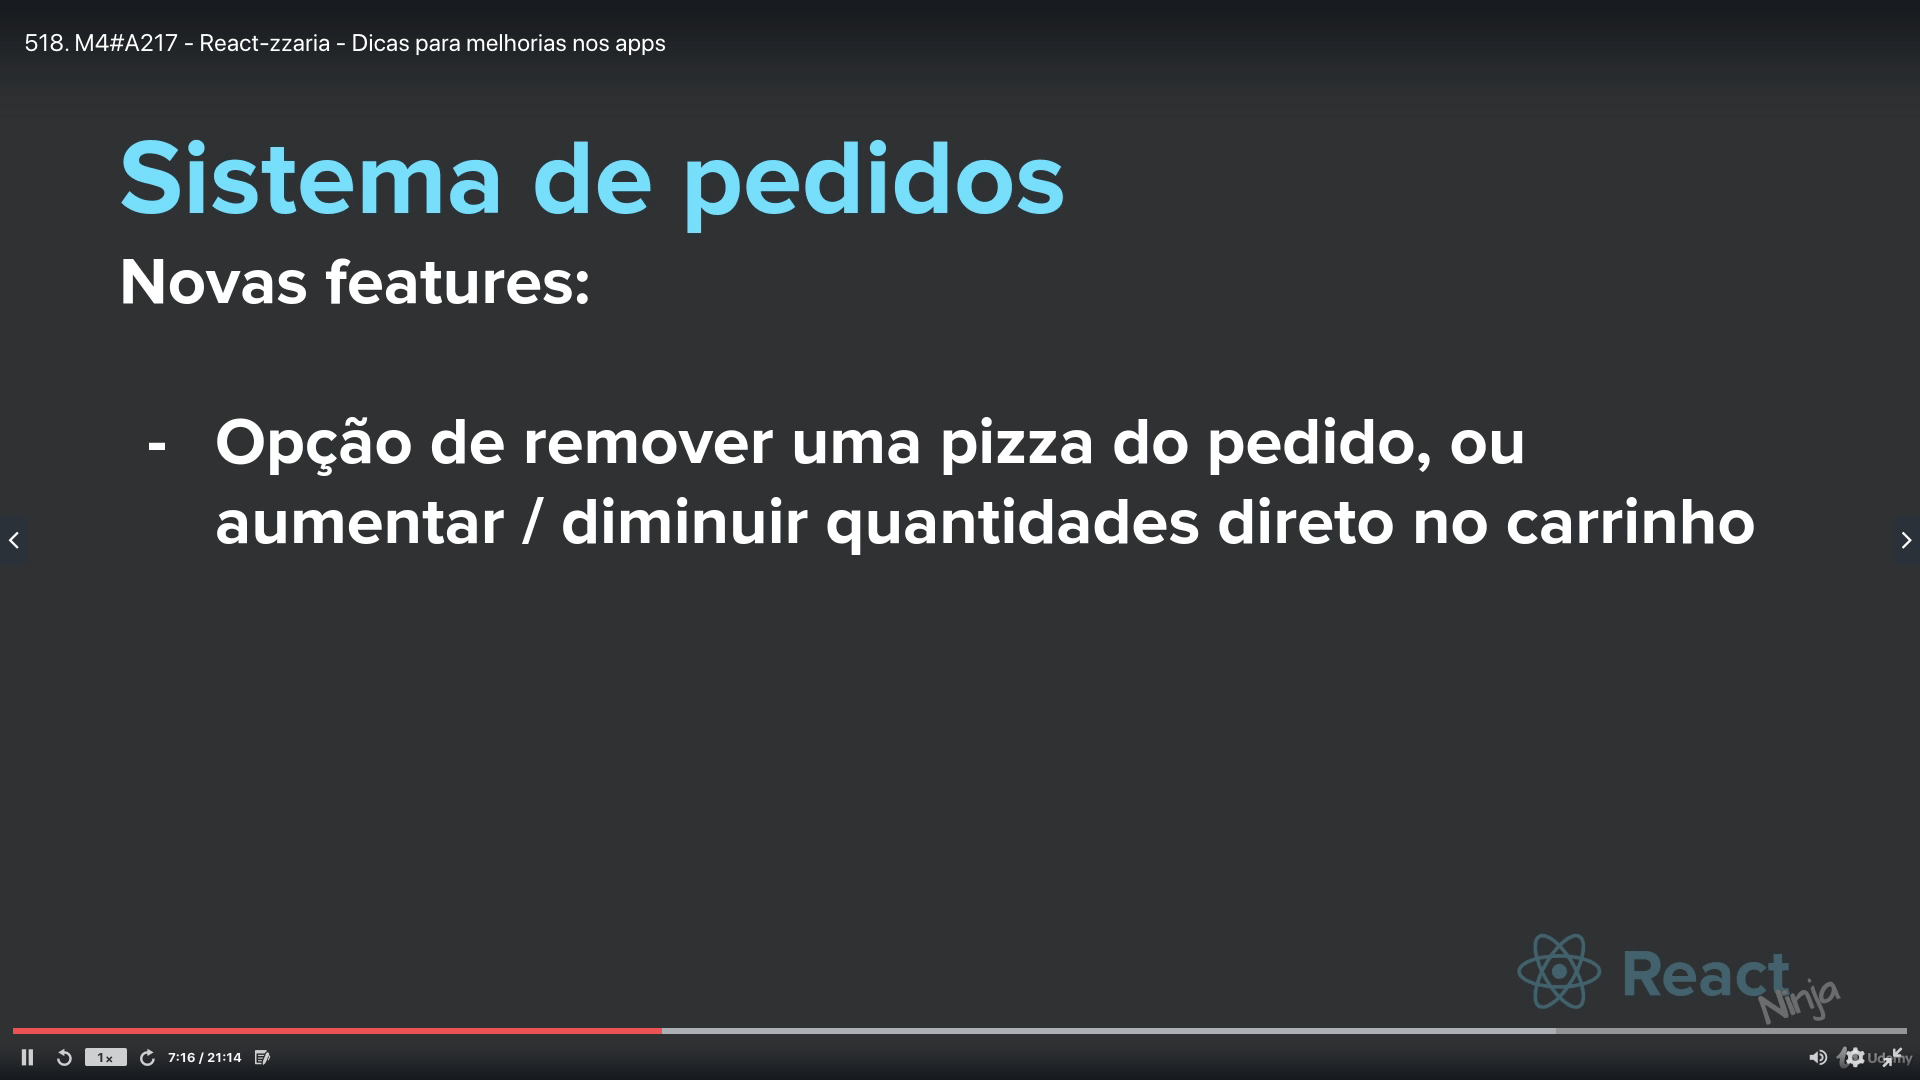 518. M4#A217 - React-zzaria - Dicas para melhorias nos apps
Sistema de pedidos
Novas features:
- Opção de remover uma pizza do pedido, ou
aumentar / diminuir quantidades direto no carrinho
React
Ninja
1x
7:16 / 21:14
Udemy